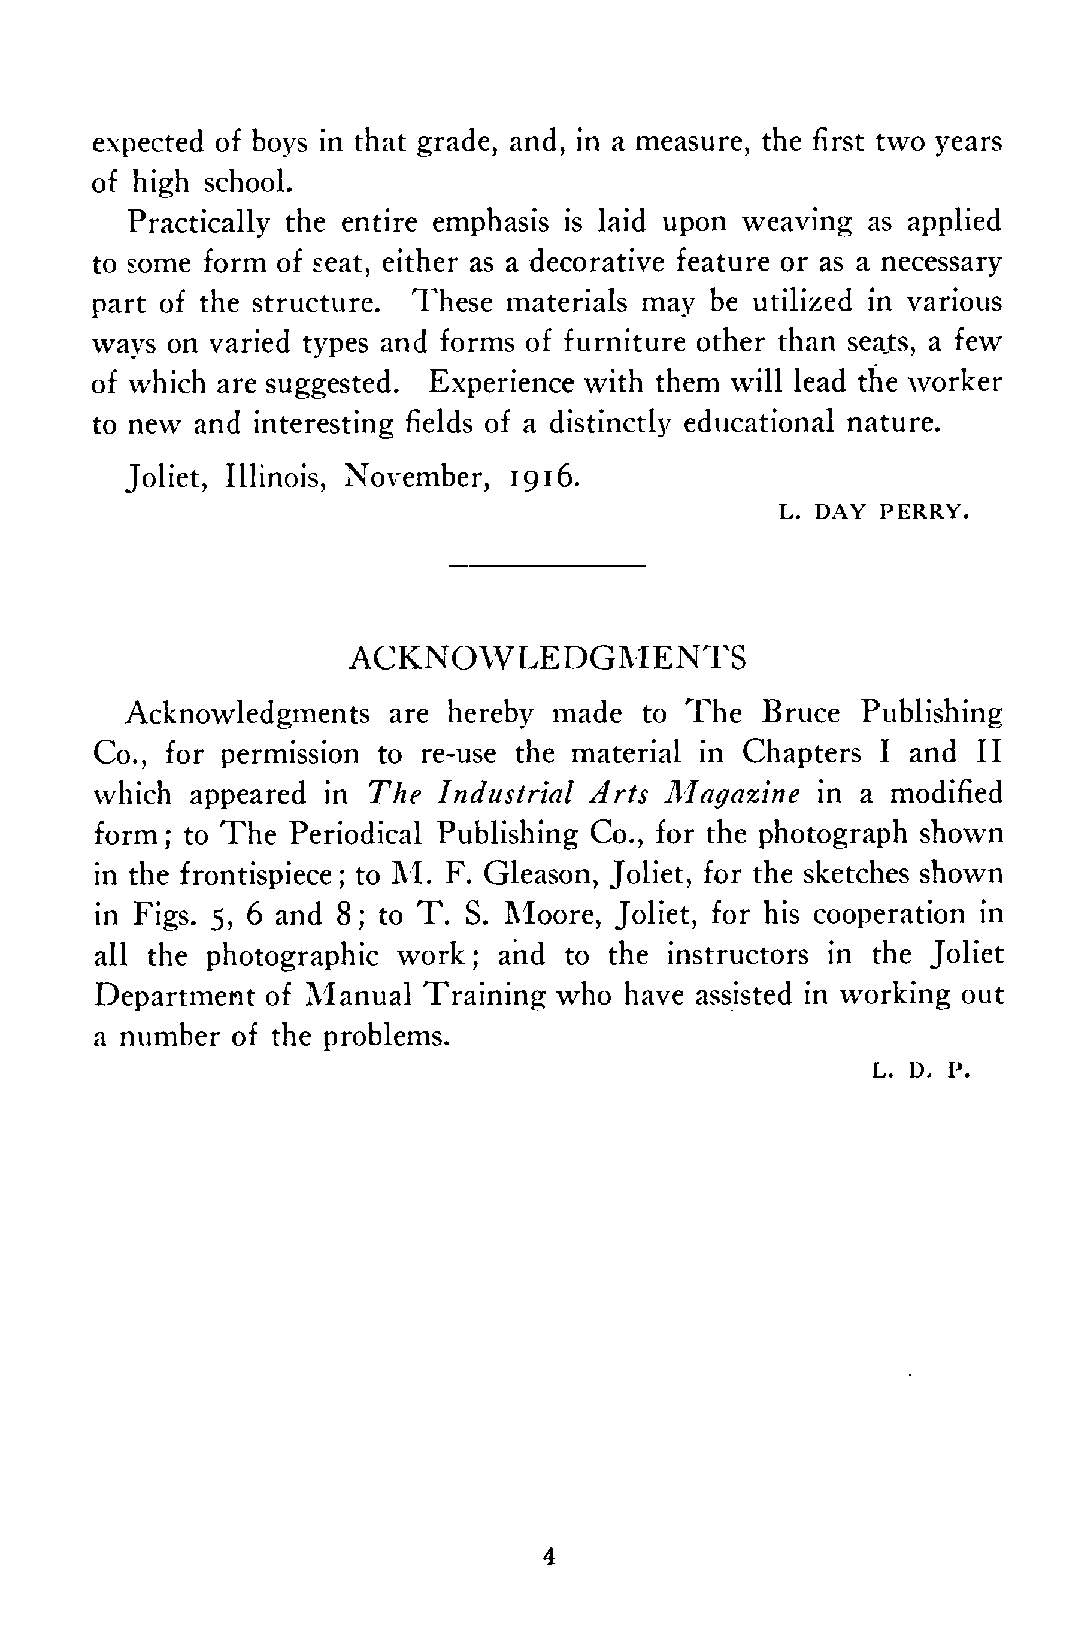 expected of boys in that grade, and, in a measure, the first two years
of high school.
Practically the entire emphasis is laid upon weaving as applied
to some form of seat, either as a decorative feature or as a necessary
part of the structure. These materials may be utilized in various
ways on varied types and forms of furniture other than seats, a few
of which are suggested. Experience with them will lead the worker
to new and interesting fields of a distinctly educational nature.
Joliet, Illinois, November, 1916.
L. DAY PERRY.
ACKNOWLEDGMENTS
Acknowledgments are hereby made to The Bruce Publishing
Co., for permission to re-use the material in Chapters I and II
which appeared in The Industrial Arts Magazine in a modified
form; to The Periodical Publishing Co., for the photograph shown
in the frontispiece; to M. F. Gleason, Joliet, for the sketches shown
in Figs. 5, 6 and 8; to T. S. Moore, Joliet, for his cooperation in
all the photographic work; and to the instructors in the Joliet
Department of Manual Training who have assisted in working out
a number of the problems.
L. D. P.
4